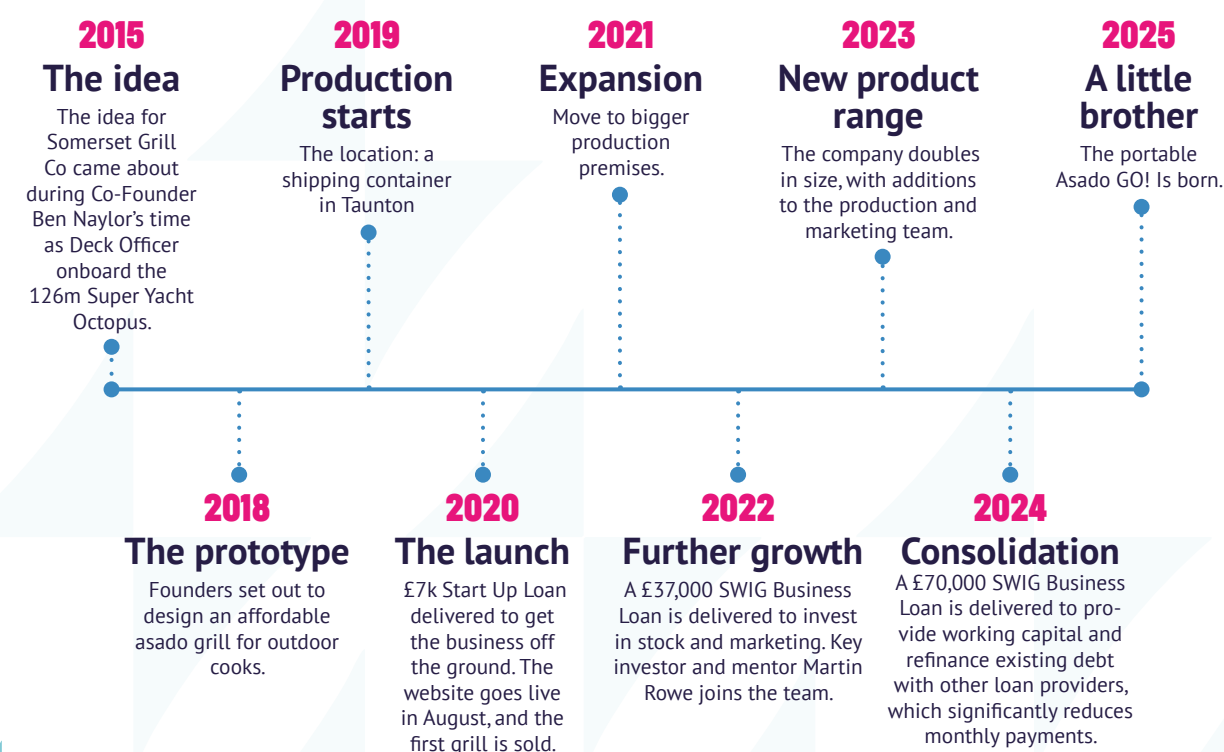 2015
The idea
The idea for
Somerset Grill
Co came about
during Co-Founder
Ben Naylor's time
as Deck Officer
onboard the
126m Super Yacht
Octopus.
2019
Production
starts
The location: a
shipping container
in Taunton
2021
Expansion
Move to bigger
production
premises.
2023
New product
range
The company doubles
in size, with additions
to the production and
marketing team.
2025
A little
brother
The portable
Asado GO! Is born.
2018
The prototype
Founders set out to
design an affordable
asado grill for outdoor
cooks.
2020
The launch
£7k Start Up Loan
delivered to get
the business off
the ground. The
website goes live
in August, and the
first grill is sold.
2022
Further growth
A £37,000 SWIG Business
Loan is delivered to invest
in stock and marketing. Key
investor and mentor Martin
Rowe joins the team.
2024
Consolidation
A £70,000 SWIG Business
Loan is delivered to pro-
vide working capital and
refinance existing debt
with other loan providers,
which significantly reduces
monthly payments.